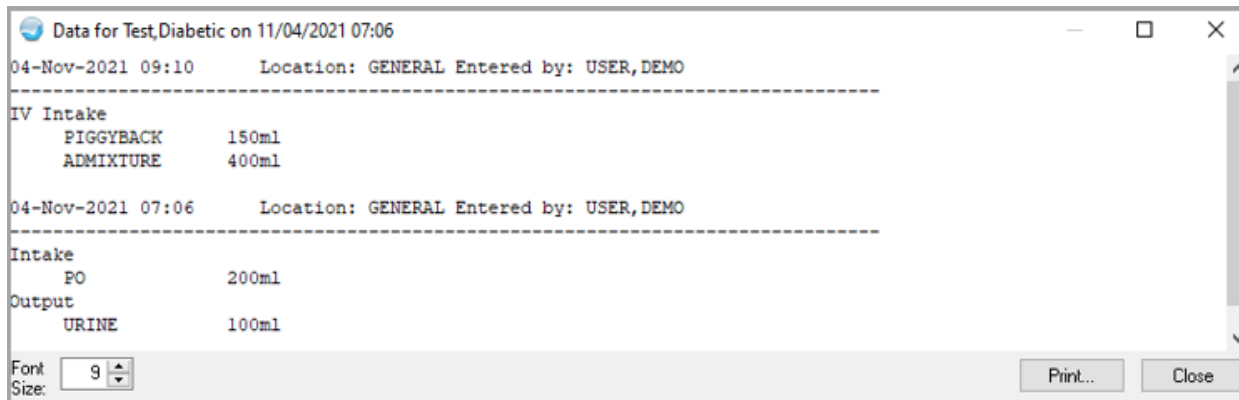 Data for Test,Diabetic on 11/04/2021 07:06
04-Nov-2021 09:10 Location: GENERAL Entered by: USER,DEMO
--------------------------------------------------------------------------------
IV Intake
PIGGYBACK 150ml
ADMIXTURE 400ml
04-Nov-2021 07:06 Location: GENERAL Entered by: USER,DEMO
--------------------------------------------------------------------------------
Intake
PO 200ml
Output
URINE 100ml
Font Size: 9
Print... Close